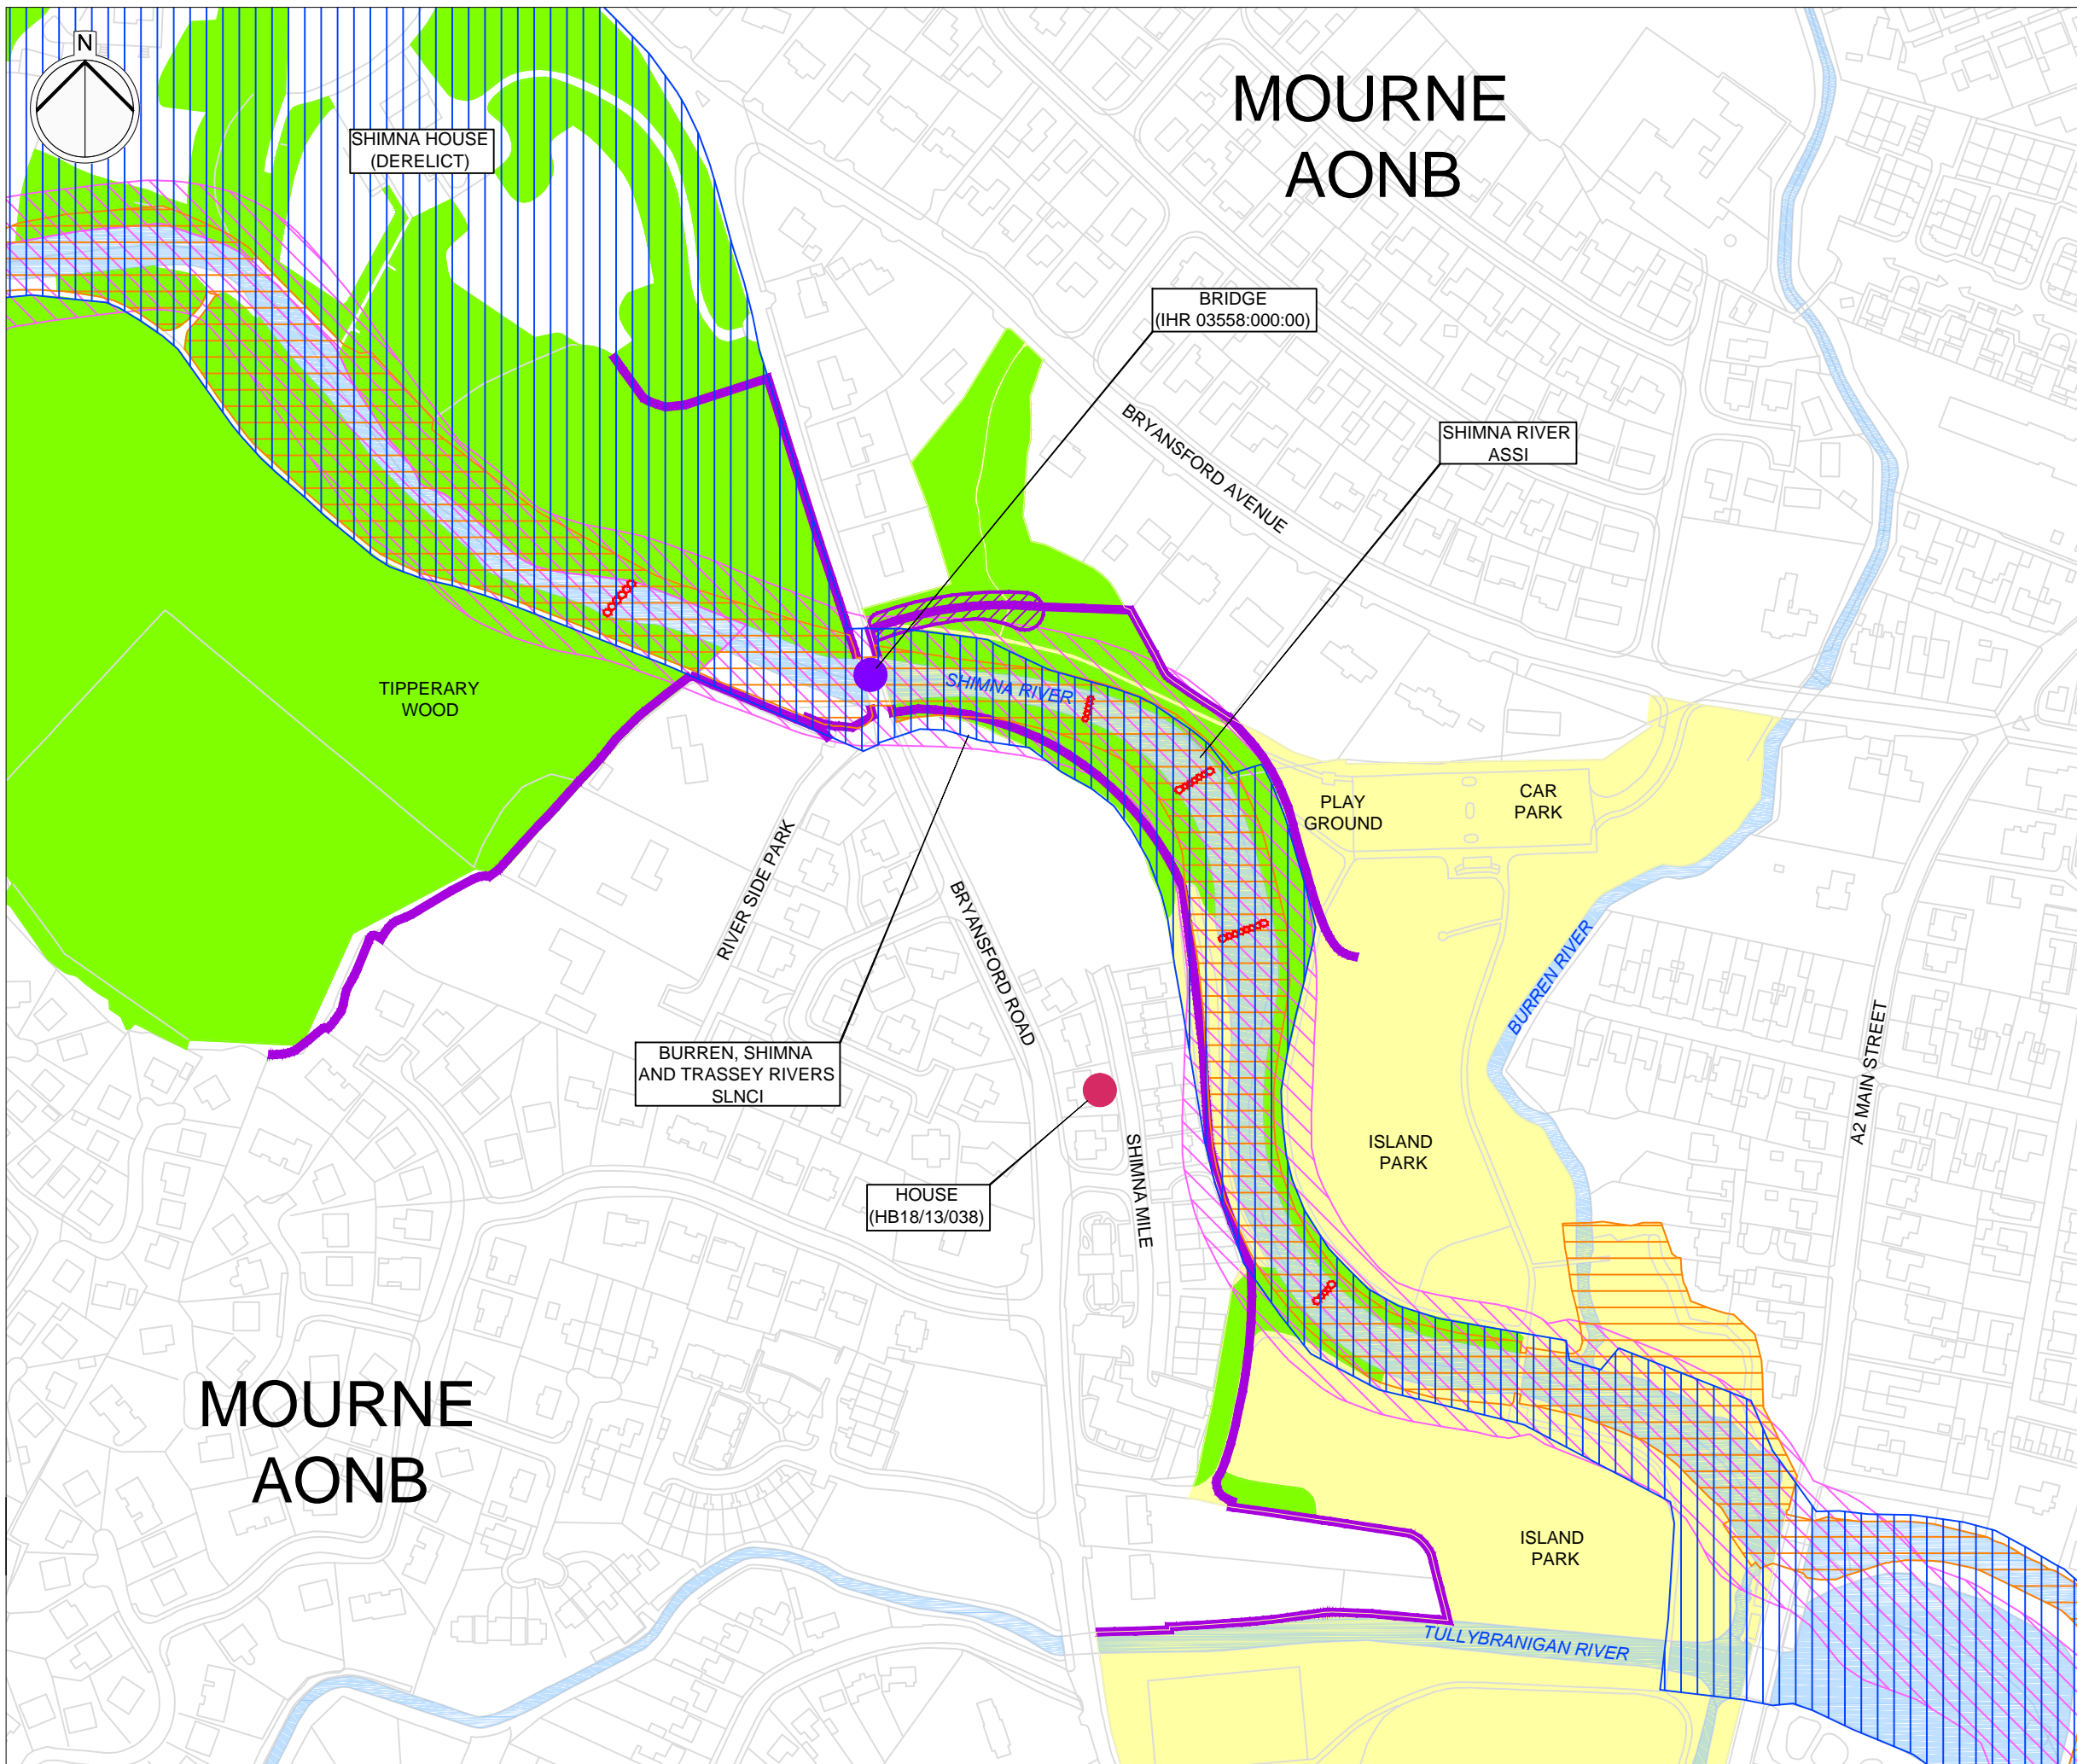 N
MOURNE
AONB
SHIMNA HOUSE
(DERELICT)
BRIDGE
(IHR 03558:000:00)
BRYANSFORD AVENUE
SHIMNA RIVER
ASSI
TIPPERARY
WOOD
SHIMNA RIVER
PLAY
GROUND
CAR
PARK
RIVER SIDE PARK
BRYANSFORD ROAD
BURREN RIVER
A2 MAIN STREET
BURREN, SHIMNA
AND TRASSEY RIVERS
SLNCI
ISLAND
PARK
HOUSE
(HB18/13/038)
SHIMNA MILE
MOURNE
AONB
ISLAND
PARK
TULLYBRANIGAN RIVER